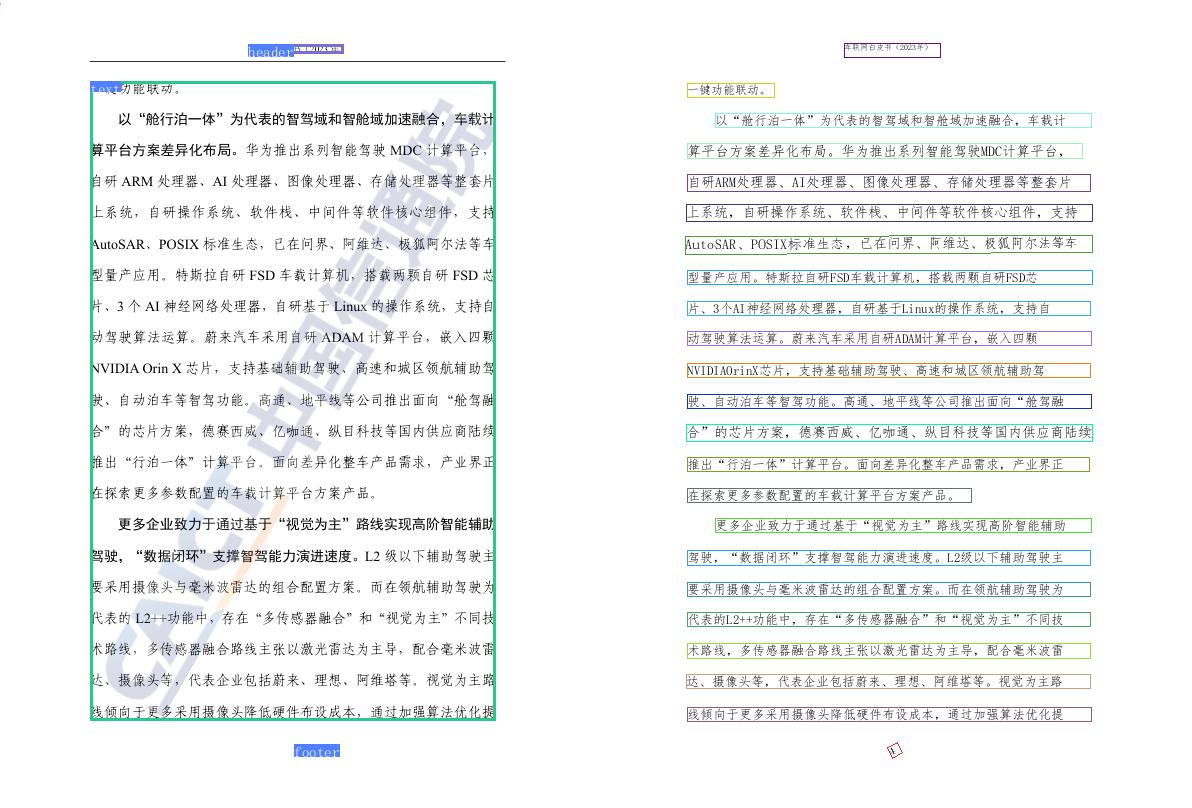 header
text
功能联动。
以“舱行泊一体”为代表的智驾域和智舱域加速融合，车载计
算平台方案差异化布局。华为推出系列智能驾驶 MDC 计算平台，
自研 ARM 处理器、AI 处理器、图像处理器、存储处理器等整套片
上系统，自研操作系统、软件栈、中间件等软件核心组件，支持
AutoSAR、POSIX 标准生态，已在问界、阿维达、极狐阿尔法等车
型量产应用。特斯拉自研 FSD 车载计算机，搭载两颗自研 FSD 芯
片、3 个 AI 神经网络处理器，自研基于 Linux 的操作系统，支持自
动驾驶算法运算。蔚来汽车采用自研 ADAM 计算平台，嵌入四颗
NVIDIA Orin X 芯片，支持基础辅助驾驶、高速和城区领航辅助驾
驶、自动泊车等智驾功能。高通、地平线等公司推出面向“舱驾融
合”的芯片方案，德赛西威、亿咖通、纵目科技等国内供应商陆续
推出“行泊一体”计算平台。面向差异化整车产品需求，产业界正
在探索更多参数配置的车载计算平台方案产品。
更多企业致力于通过基于“视觉为主”路线实现高阶智能辅助
驾驶，“数据闭环”支撑智驾能力演进速度。L2 级以下辅助驾驶主
要采用摄像头与毫米波雷达的组合配置方案。而在领航辅助驾驶为
代表的 L2++功能中，存在“多传感器融合”和“视觉为主”不同技
术路线，多传感器融合路线主张以激光雷达为主导，配合毫米波雷
达、摄像头等，代表企业包括蔚来、理想、阿维塔等。视觉为主路
线倾向于更多采用摄像头降低硬件布设成本，通过加强算法优化提
CAICT 中国信通院
footer
车联网白皮书（2023年）
一键功能联动。
以“舱行泊一体”为代表的智驾域和智舱域加速融合，车载计
算平台方案差异化布局。华为推出系列智能驾驶MDC计算平台，
自研ARM处理器、AI处理器、图像处理器、存储处理器等整套片
上系统，自研操作系统、软件栈、中间件等软件核心组件，支持
AutoSAR、POSIX标准生态，已在问界、阿维达、极狐阿尔法等车
型量产应用。特斯拉自研FSD车载计算机，搭载两颗自研FSD芯
片、3个AI神经网络处理器，自研基于Linux的操作系统，支持自
动驾驶算法运算。蔚来汽车采用自研ADAM计算平台，嵌入四颗
NVIDIAOrinX芯片，支持基础辅助驾驶、高速和城区领航辅助驾
驶、自动泊车等智驾功能。高通、地平线等公司推出面向“舱驾融
合”的芯片方案，德赛西威、亿咖通、纵目科技等国内供应商陆续
推出“行泊一体”计算平台。面向差异化整车产品需求，产业界正
在探索更多参数配置的车载计算平台方案产品。
更多企业致力于通过基于“视觉为主”路线实现高阶智能辅助
驾驶，“数据闭环”支撑智驾能力演进速度。L2级以下辅助驾驶主
要采用摄像头与毫米波雷达的组合配置方案。而在领航辅助驾驶为
代表的L2++功能中，存在“多传感器融合”和“视觉为主”不同技
术路线，多传感器融合路线主张以激光雷达为主导，配合毫米波雷
达、摄像头等，代表企业包括蔚来、理想、阿维塔等。视觉为主路
线倾向于更多采用摄像头降低硬件布设成本，通过加强算法优化提